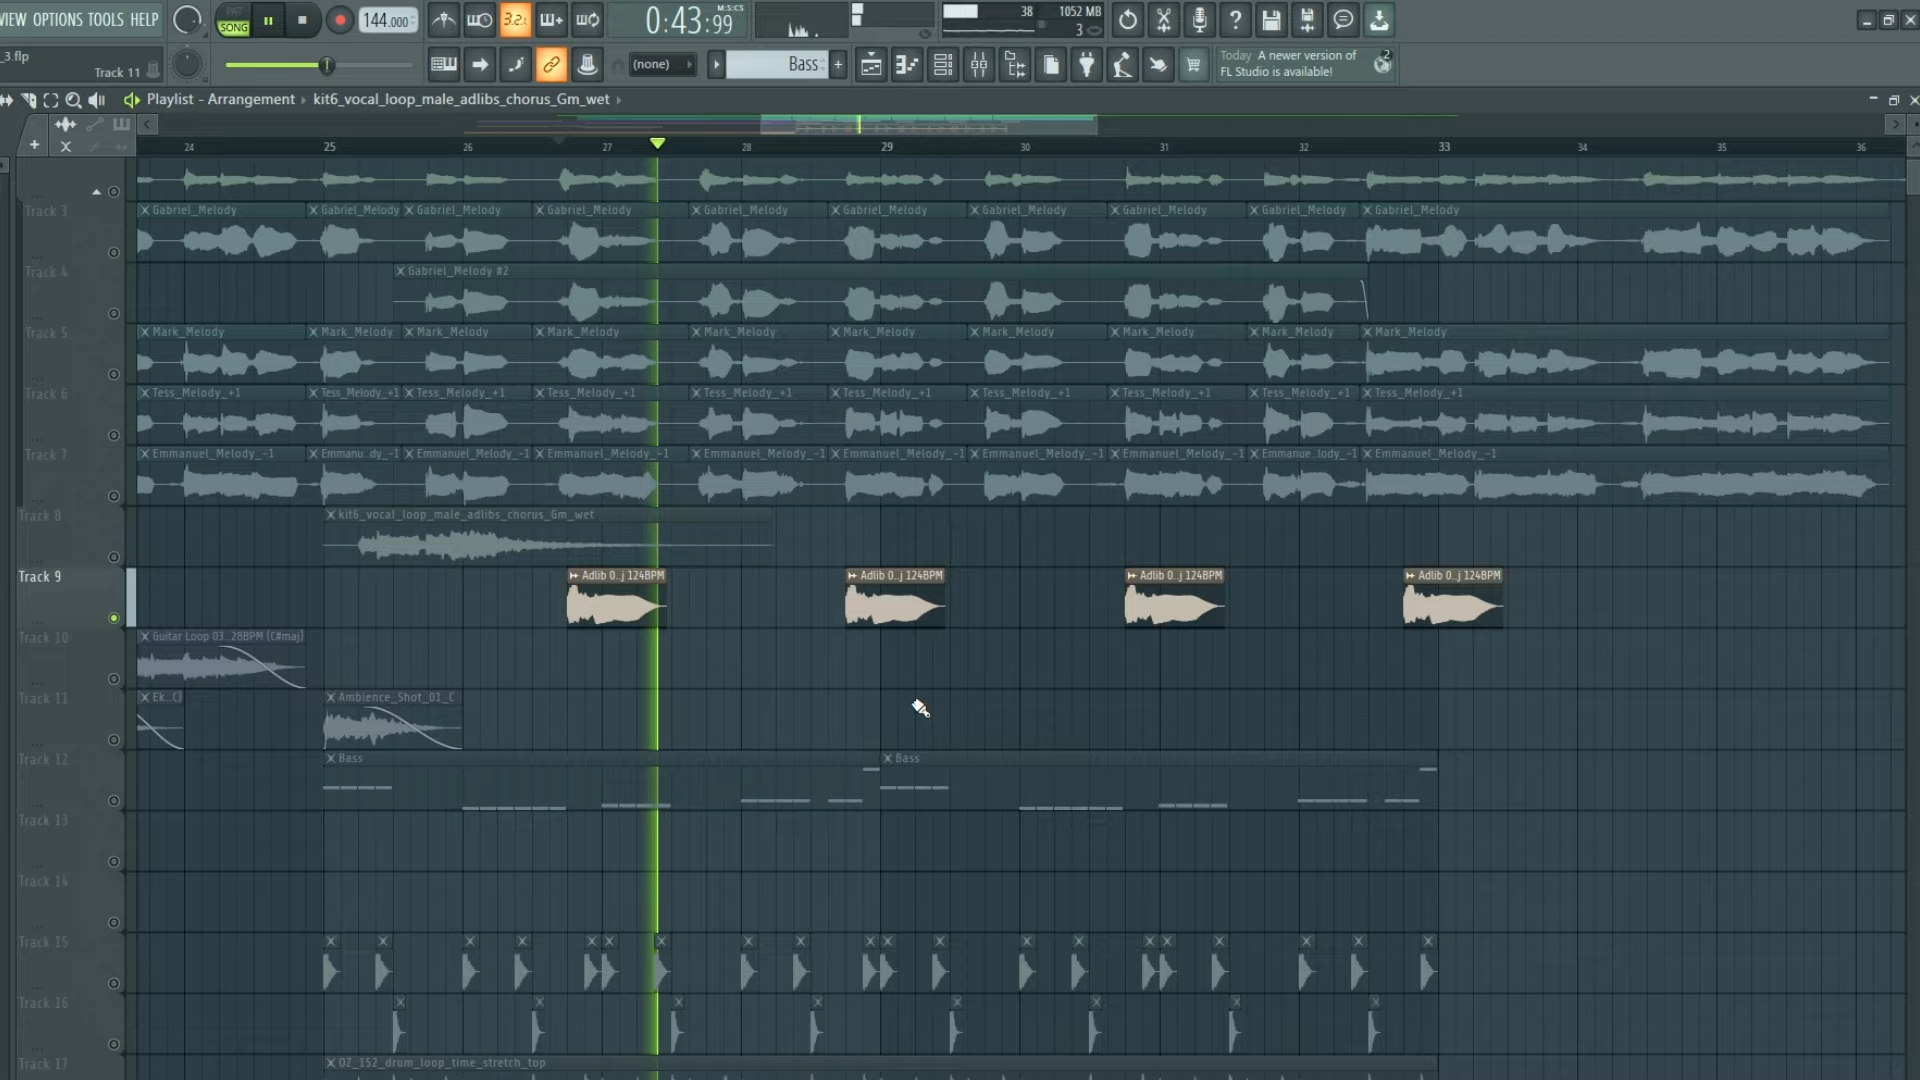 VIEW OPTIONS TOOLS HELP
PAT
SONG
144.000
3.2.
0:43:99
M:S:CS
38
1052 MB
3
_3.flp
Track 11
(none)
Bass
Today A newer version of
FL Studio is available!
2
Playlist - Arrangement › kit6_vocal_loop_male_adlibs_chorus_Gm_wet ›
24 25 26 27 28 29 30 31 32 33 34 35 36
Track 3
Gabriel_Melody Gabriel_Melody Gabriel_Melody Gabriel_Melody Gabriel_Melody Gabriel_Melody Gabriel_Melody Gabriel_Melody Gabriel_Melody Gabriel_Melody
Track 4
Gabriel_Melody #2
Track 5
Mark_Melody Mark_Melody Mark_Melody Mark_Melody Mark_Melody Mark_Melody Mark_Melody Mark_Melody Mark_Melody Mark_Melody
Track 6
Tess_Melody_+1 Tess_Melody_+1 Tess_Melody_+1 Tess_Melody_+1 Tess_Melody_+1 Tess_Melody_+1 Tess_Melody_+1 Tess_Melody_+1 Tess_Melody_+1 Tess_Melody_+1
Track 7
Emmanuel_Melody_-1 Emmanu..dy_-1 Emmanuel_Melody_-1 Emmanuel_Melody_-1 Emmanuel_Melody_-1 Emmanuel_Melody_-1 Emmanuel_Melody_-1 Emmanuel_Melody_-1 Emmanue..lody_-1 Emmanuel_Melody_-1
Track 8
kit6_vocal_loop_male_adlibs_chorus_Gm_wet
Track 9
Adlib 0..j 124BPM Adlib 0..j 124BPM Adlib 0..j 124BPM Adlib 0..j 124BPM
Track 10
Guitar Loop 03..28BPM (C#maj)
Track 11
Ek..C) Ambience_Shot_01_C
Track 12
Bass Bass
Track 13
Track 14
Track 15
Track 16
Track 17
OZ_152_drum_loop_time_stretch_top